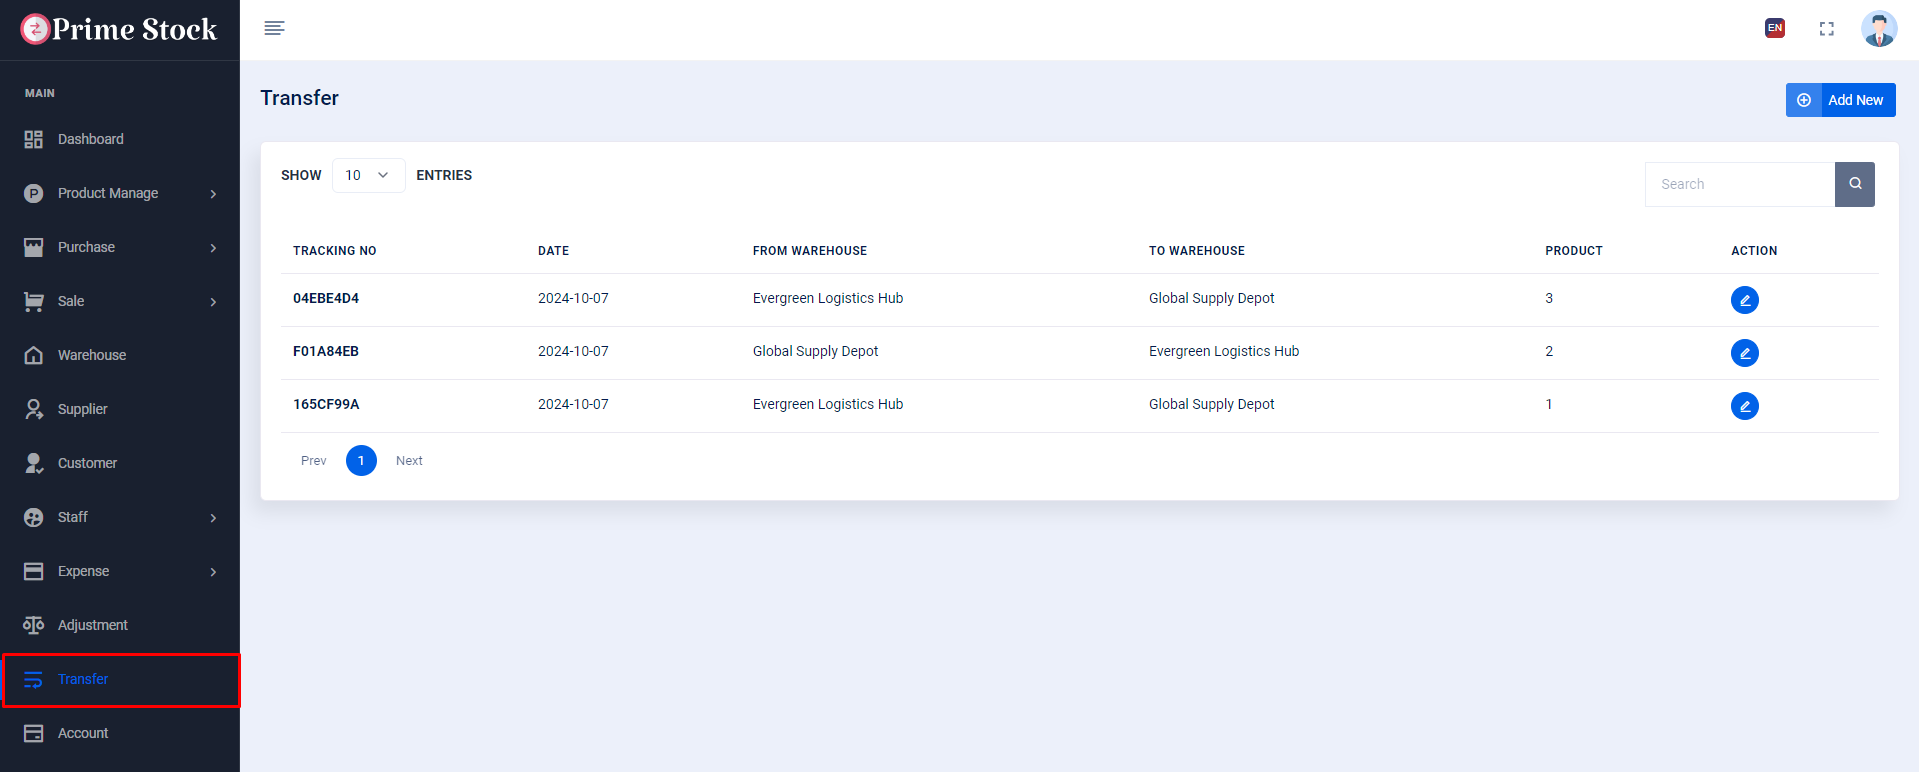 Prime Stock
EN
MAIN
Dashboard
Product Manage
Purchase
Sale
Warehouse
Supplier
Customer
Staff
Expense
Adjustment
Transfer
Account
Transfer
Add New
SHOW 10 ENTRIES
Search
TRACKING NO DATE FROM WAREHOUSE TO WAREHOUSE PRODUCT ACTION
04EBE4D4 2024-10-07 Evergreen Logistics Hub Global Supply Depot 3
F01A84EB 2024-10-07 Global Supply Depot Evergreen Logistics Hub 2
165CF99A 2024-10-07 Evergreen Logistics Hub Global Supply Depot 1
Prev 1 Next